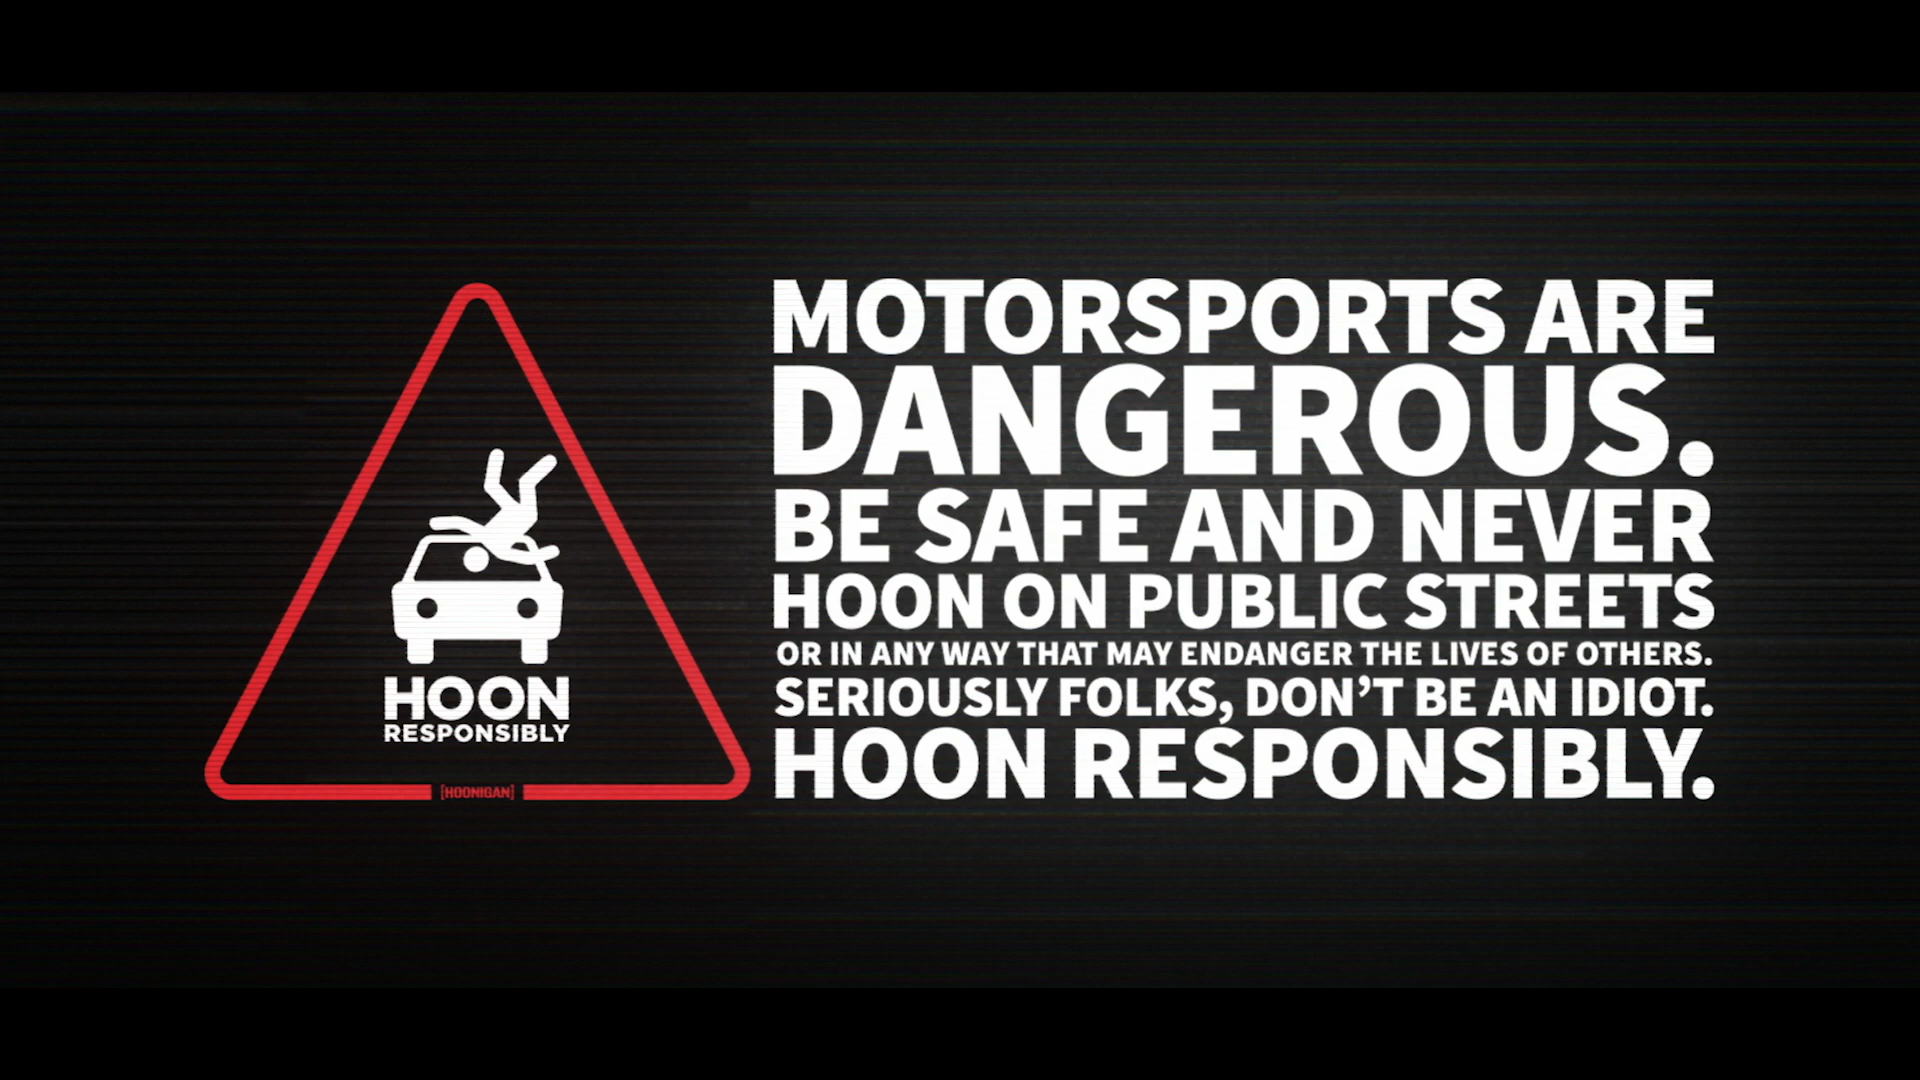 HOON
RESPONSIBLY
[HOONIGAN]
MOTORSPORTS ARE
DANGEROUS.
BE SAFE AND NEVER
HOON ON PUBLIC STREETS
OR IN ANY WAY THAT MAY ENDANGER THE LIVES OF OTHERS.
SERIOUSLY FOLKS, DON’T BE AN IDIOT.
HOON RESPONSIBLY.